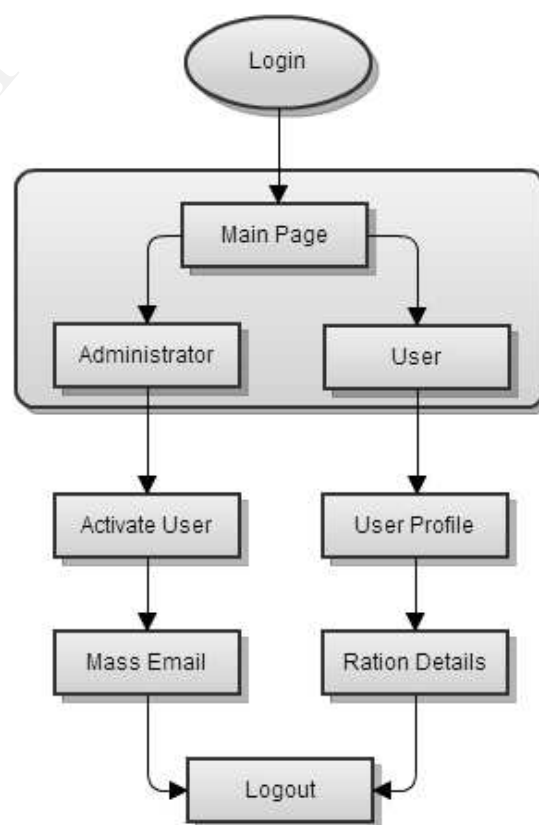 Login
Main Page
Administrator
User
Activate User
User Profile
Mass Email
Ration Details
Logout